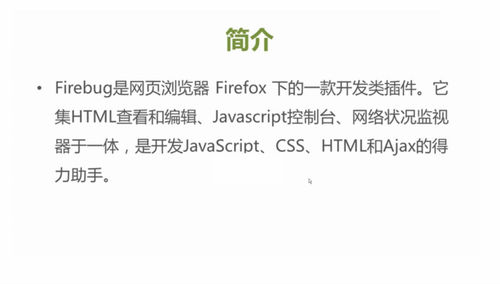 简介
• Firebug是网页浏览器 Firefox 下的一款开发类插件。它
集HTML查看和编辑、Javascript控制台、网络状况监视
器于一体，是开发JavaScript、CSS、HTML和Ajax的得
力助手。